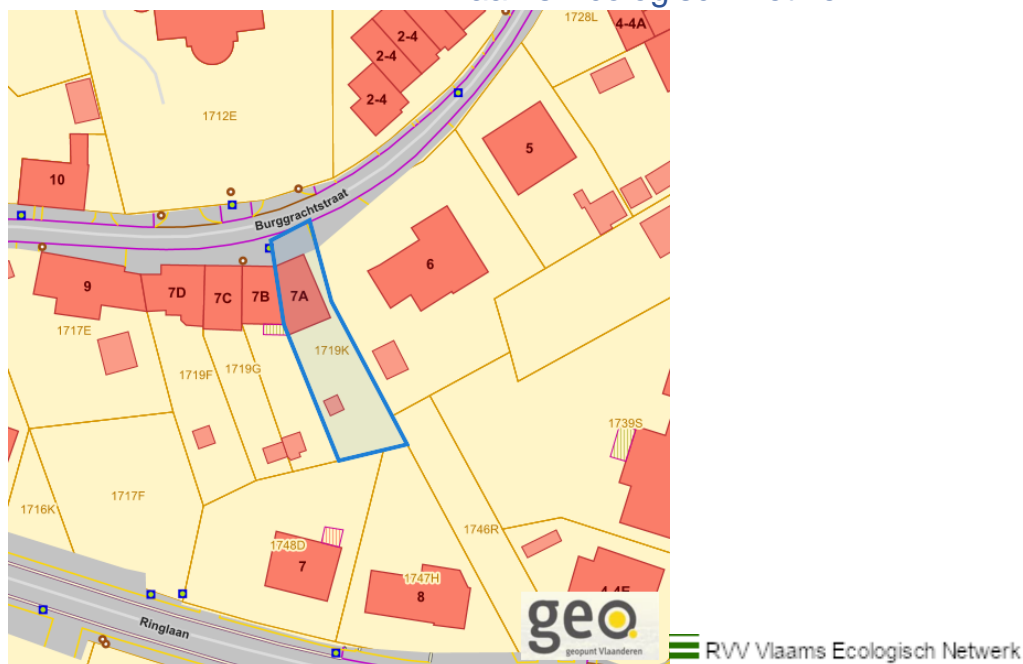 1728L
4-4A
2-4
2-4
2-4
1712E
5
10
Burggrachtstraat
6
9
7D
7C
7B
7A
1717E
1719K
1719G
1719F
1739S
1717F
1716K
1746R
1748D
7
1747H
8
Ringlaan
geo.
geopunt Vlaanderen
RVV Vlaams Ecologisch Netwerk